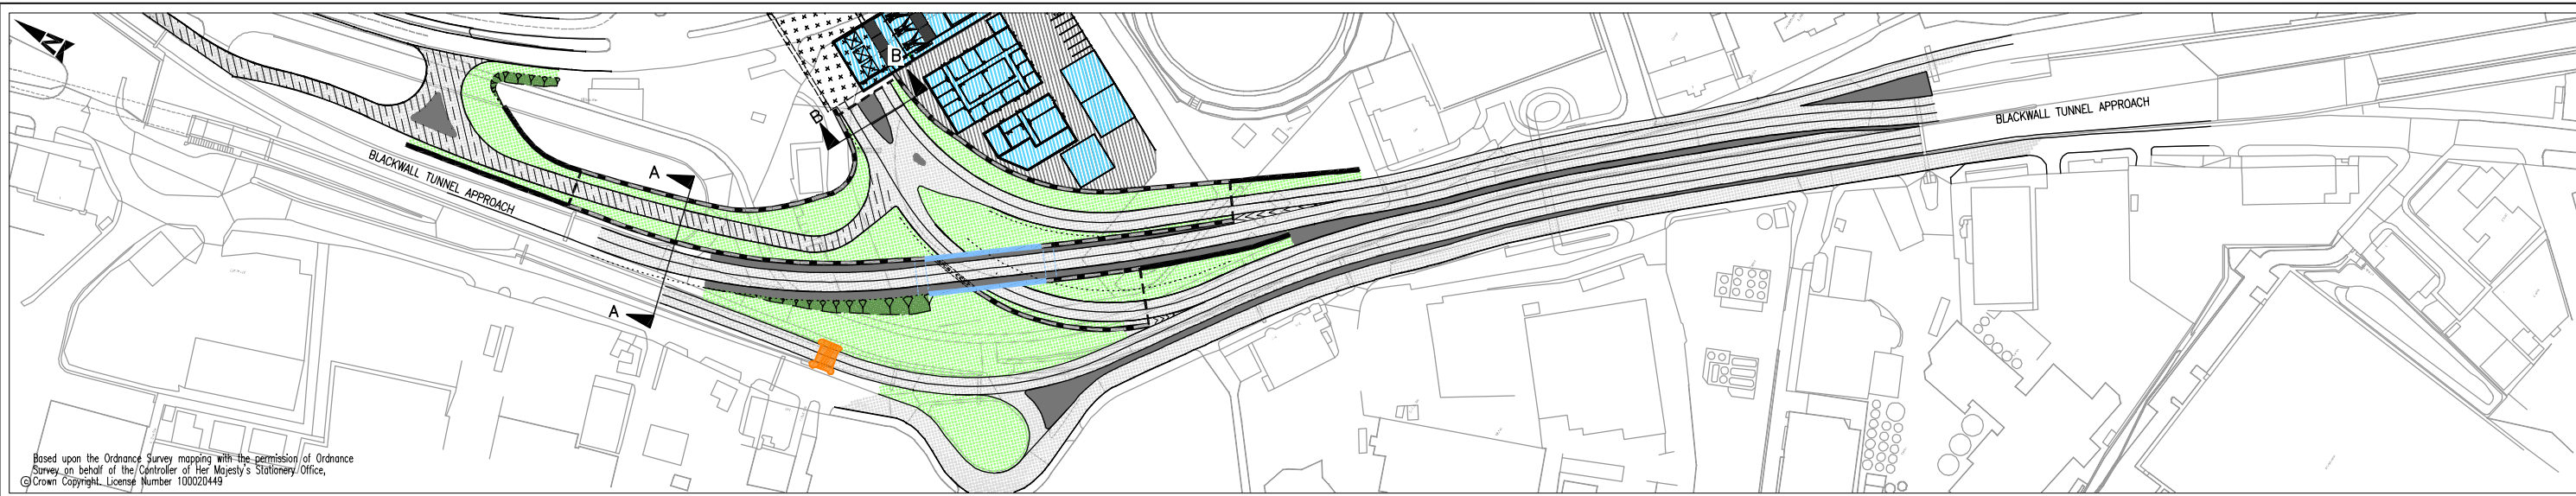 N
B
B
A
BLACKWALL TUNNEL APPROACH
BLACKWALL TUNNEL APPROACH
A
Based upon the Ordnance Survey mapping with the permission of Ordnance
Survey on behalf of the Controller of Her Majesty's Stationery Office,
© Crown Copyright. License Number 100020449